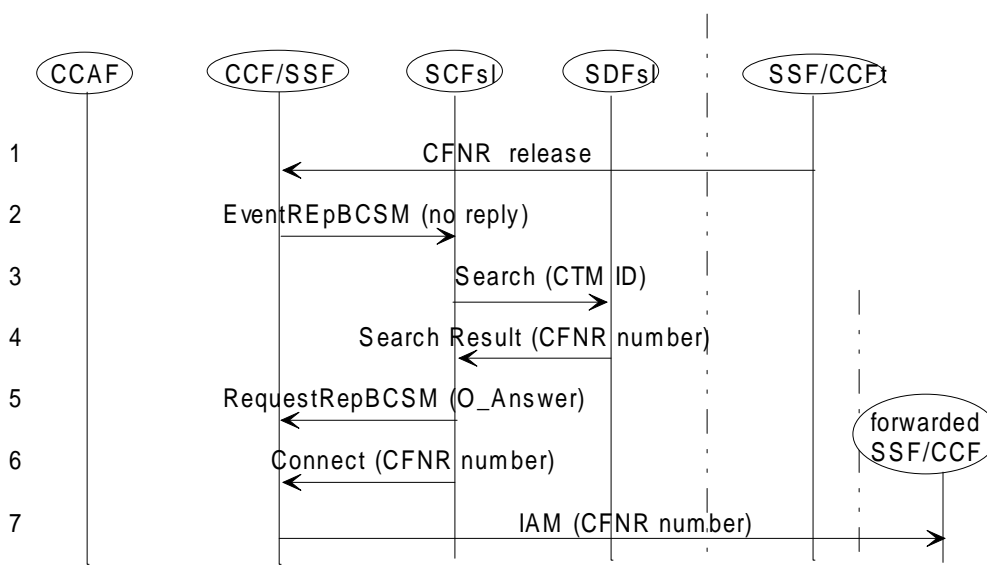 CCAF CCF/SSF SCFsl SDFsl SSF/CCFt
1 CFNR release
2 EventREpBCSM (no reply)
3 Search (CTM ID)
4 Search Result (CFNR number)
5 RequestRepBCSM (O_Answer)
forwarded
SSF/CCF
6 Connect (CFNR number)
7 IAM (CFNR number)